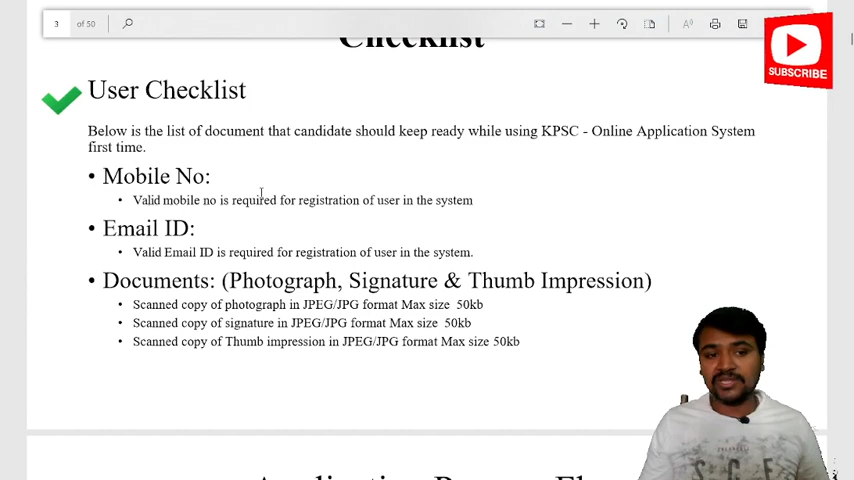 3 of 50
Checklist
SUBSCRIBE
User Checklist
Below is the list of document that candidate should keep ready while using KPSC - Online Application System
first time.
• Mobile No:
• Valid mobile no is required for registration of user in the system
• Email ID:
• Valid Email ID is required for registration of user in the system.
• Documents: (Photograph, Signature & Thumb Impression)
• Scanned copy of photograph in JPEG/JPG format Max size 50kb
• Scanned copy of signature in JPEG/JPG format Max size 50kb
• Scanned copy of Thumb impression in JPEG/JPG format Max size 50kb